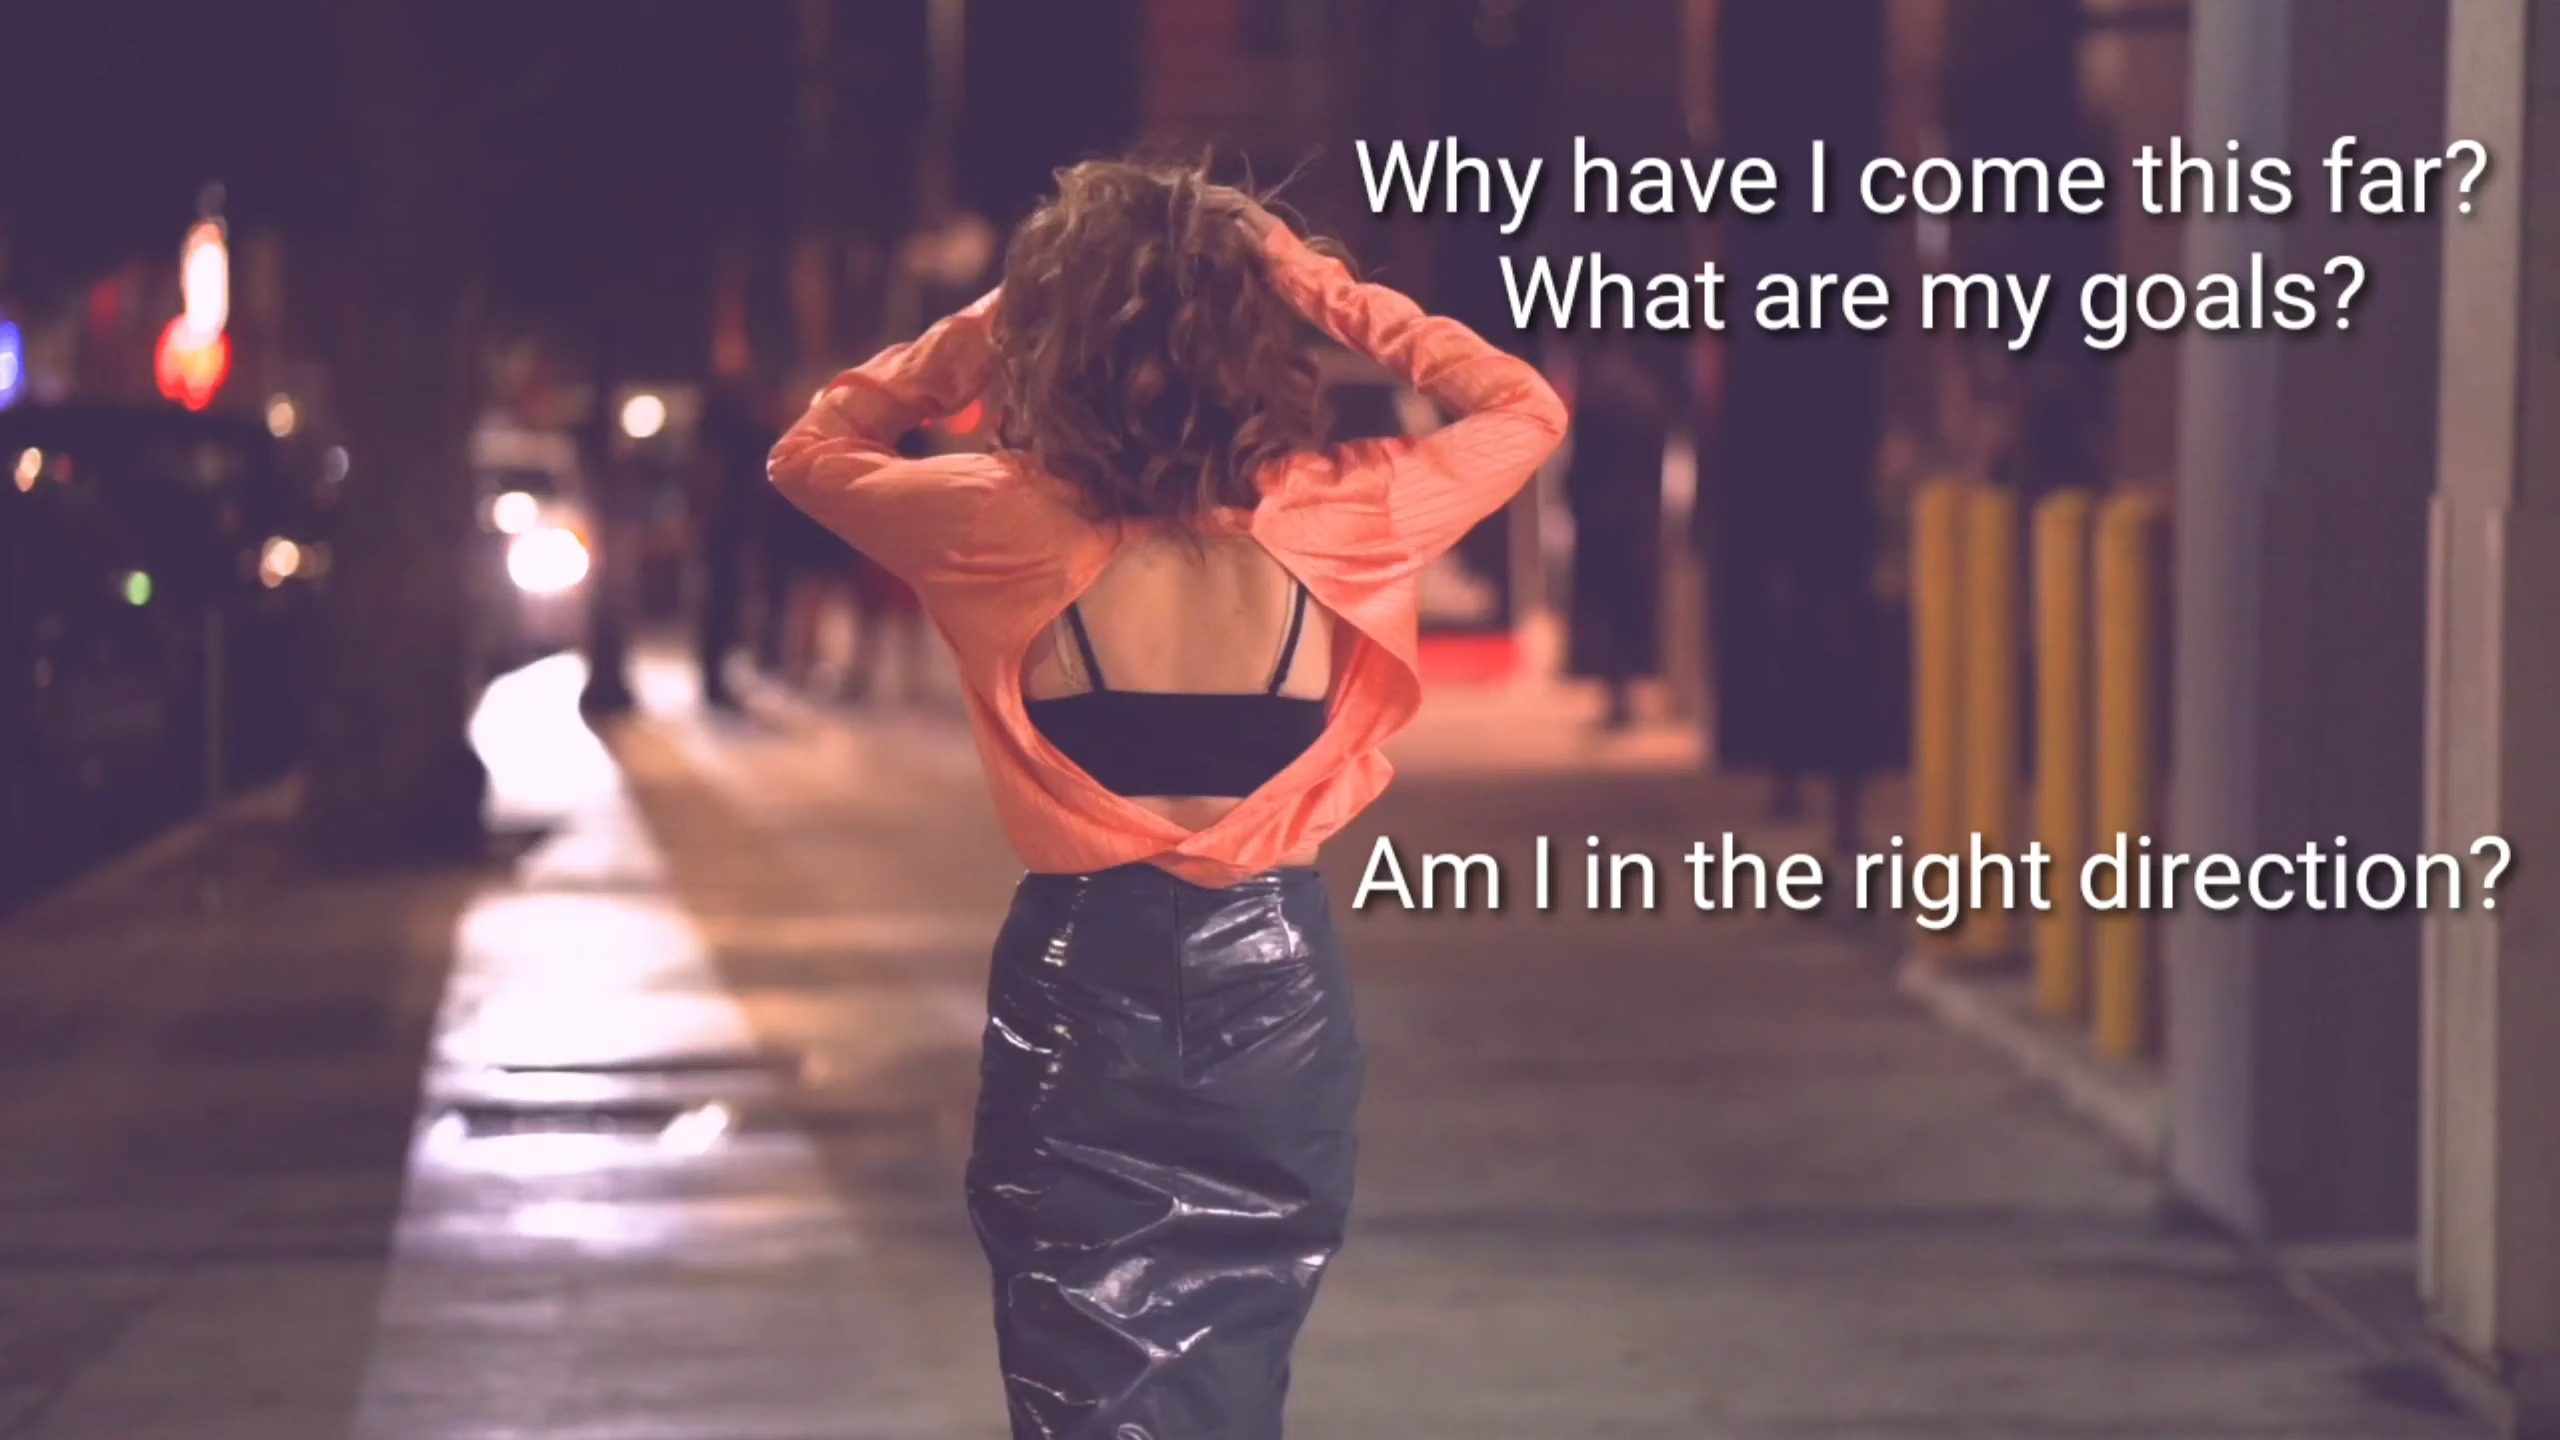 Why have I come this far?
What are my goals?
Am I in the right direction?